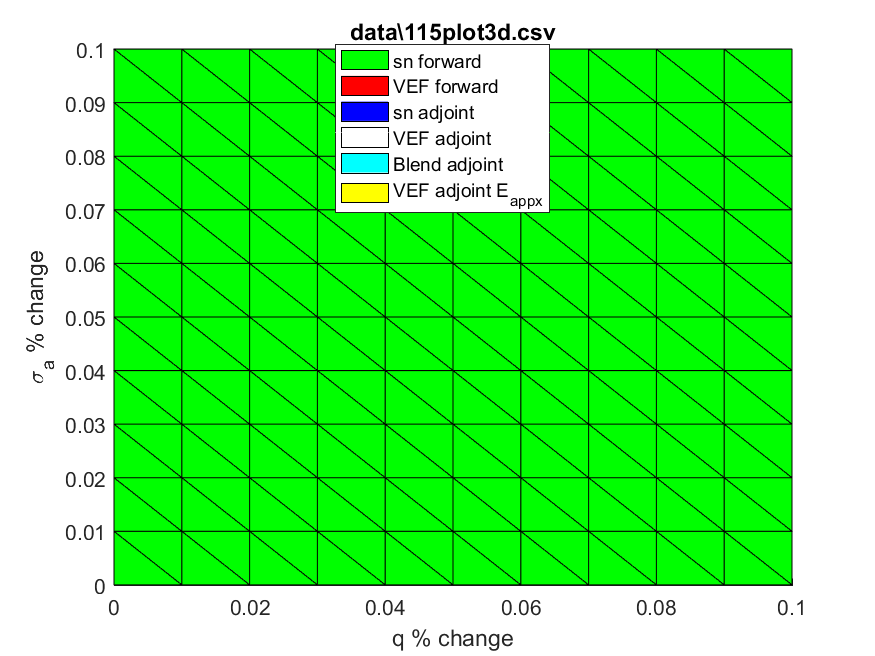 data\115plot3d.csv
sn forward
VEF forward
sn adjoint
VEF adjoint
Blend adjoint
VEF adjoint E_appx
0.1
0.09
0.08
0.07
0.06
0.05
0.04
0.03
0.02
0.01
0
σ_a % change
0 0.02 0.04 0.06 0.08 0.1
q % change